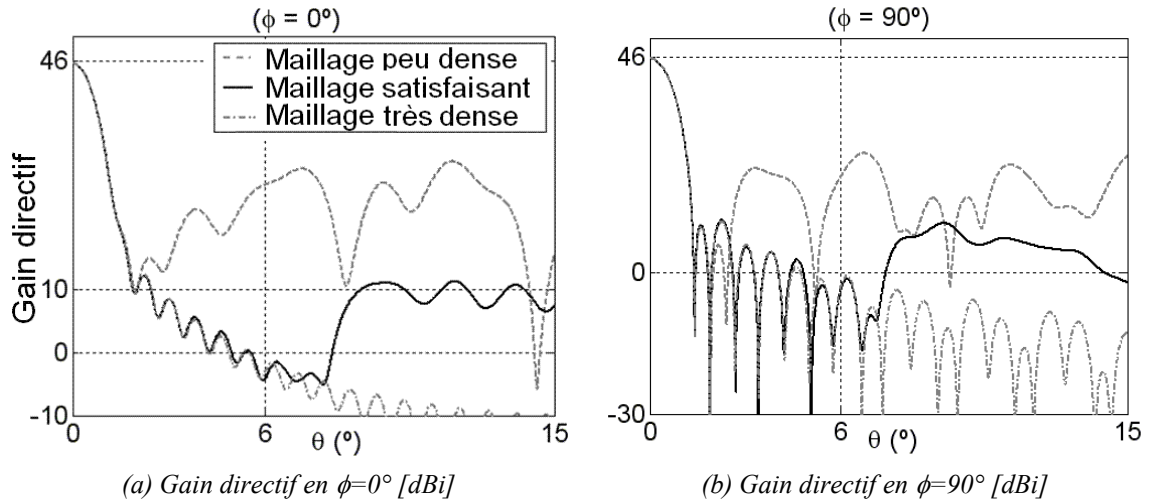 (ϕ = 0º)
46
Maillage peu dense
Maillage satisfaisant
Maillage très dense
10
0
-10
Gain directif
0
6
15
θ (º)
(a) Gain directif en ϕ=0° [dBi]
(ϕ = 90º)
46
0
-30
0
6
15
θ (º)
(b) Gain directif en ϕ=90° [dBi]